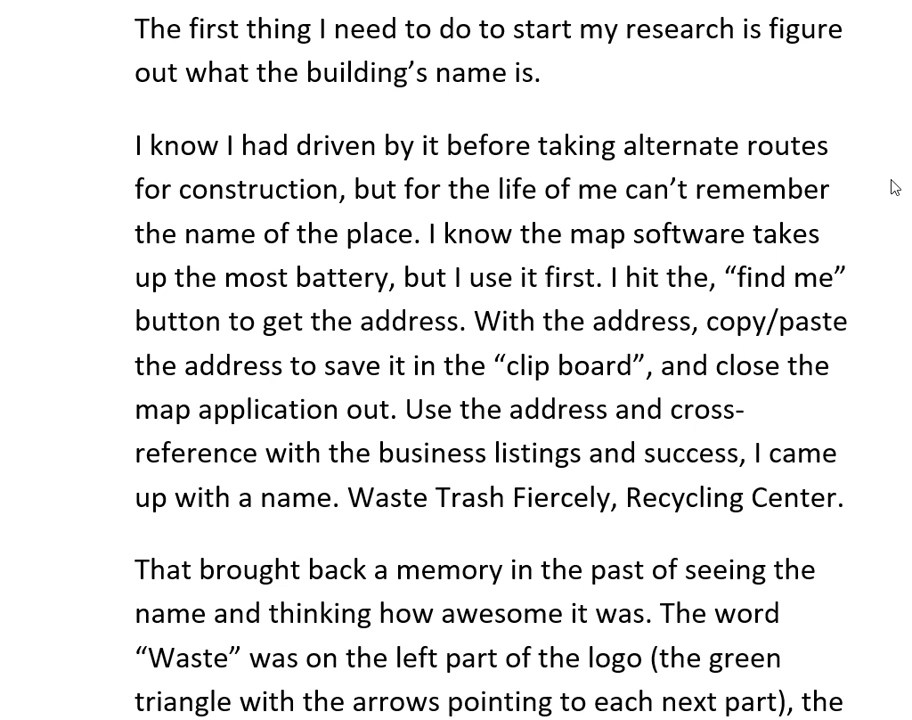 The first thing I need to do to start my research is figure
out what the building’s name is.
I know I had driven by it before taking alternate routes
for construction, but for the life of me can’t remember
the name of the place. I know the map software takes
up the most battery, but I use it first. I hit the, “find me”
button to get the address. With the address, copy/paste
the address to save it in the “clip board”, and close the
map application out. Use the address and cross-
reference with the business listings and success, I came
up with a name. Waste Trash Fiercely, Recycling Center.
That brought back a memory in the past of seeing the
name and thinking how awesome it was. The word
“Waste” was on the left part of the logo (the green
triangle with the arrows pointing to each next part), the